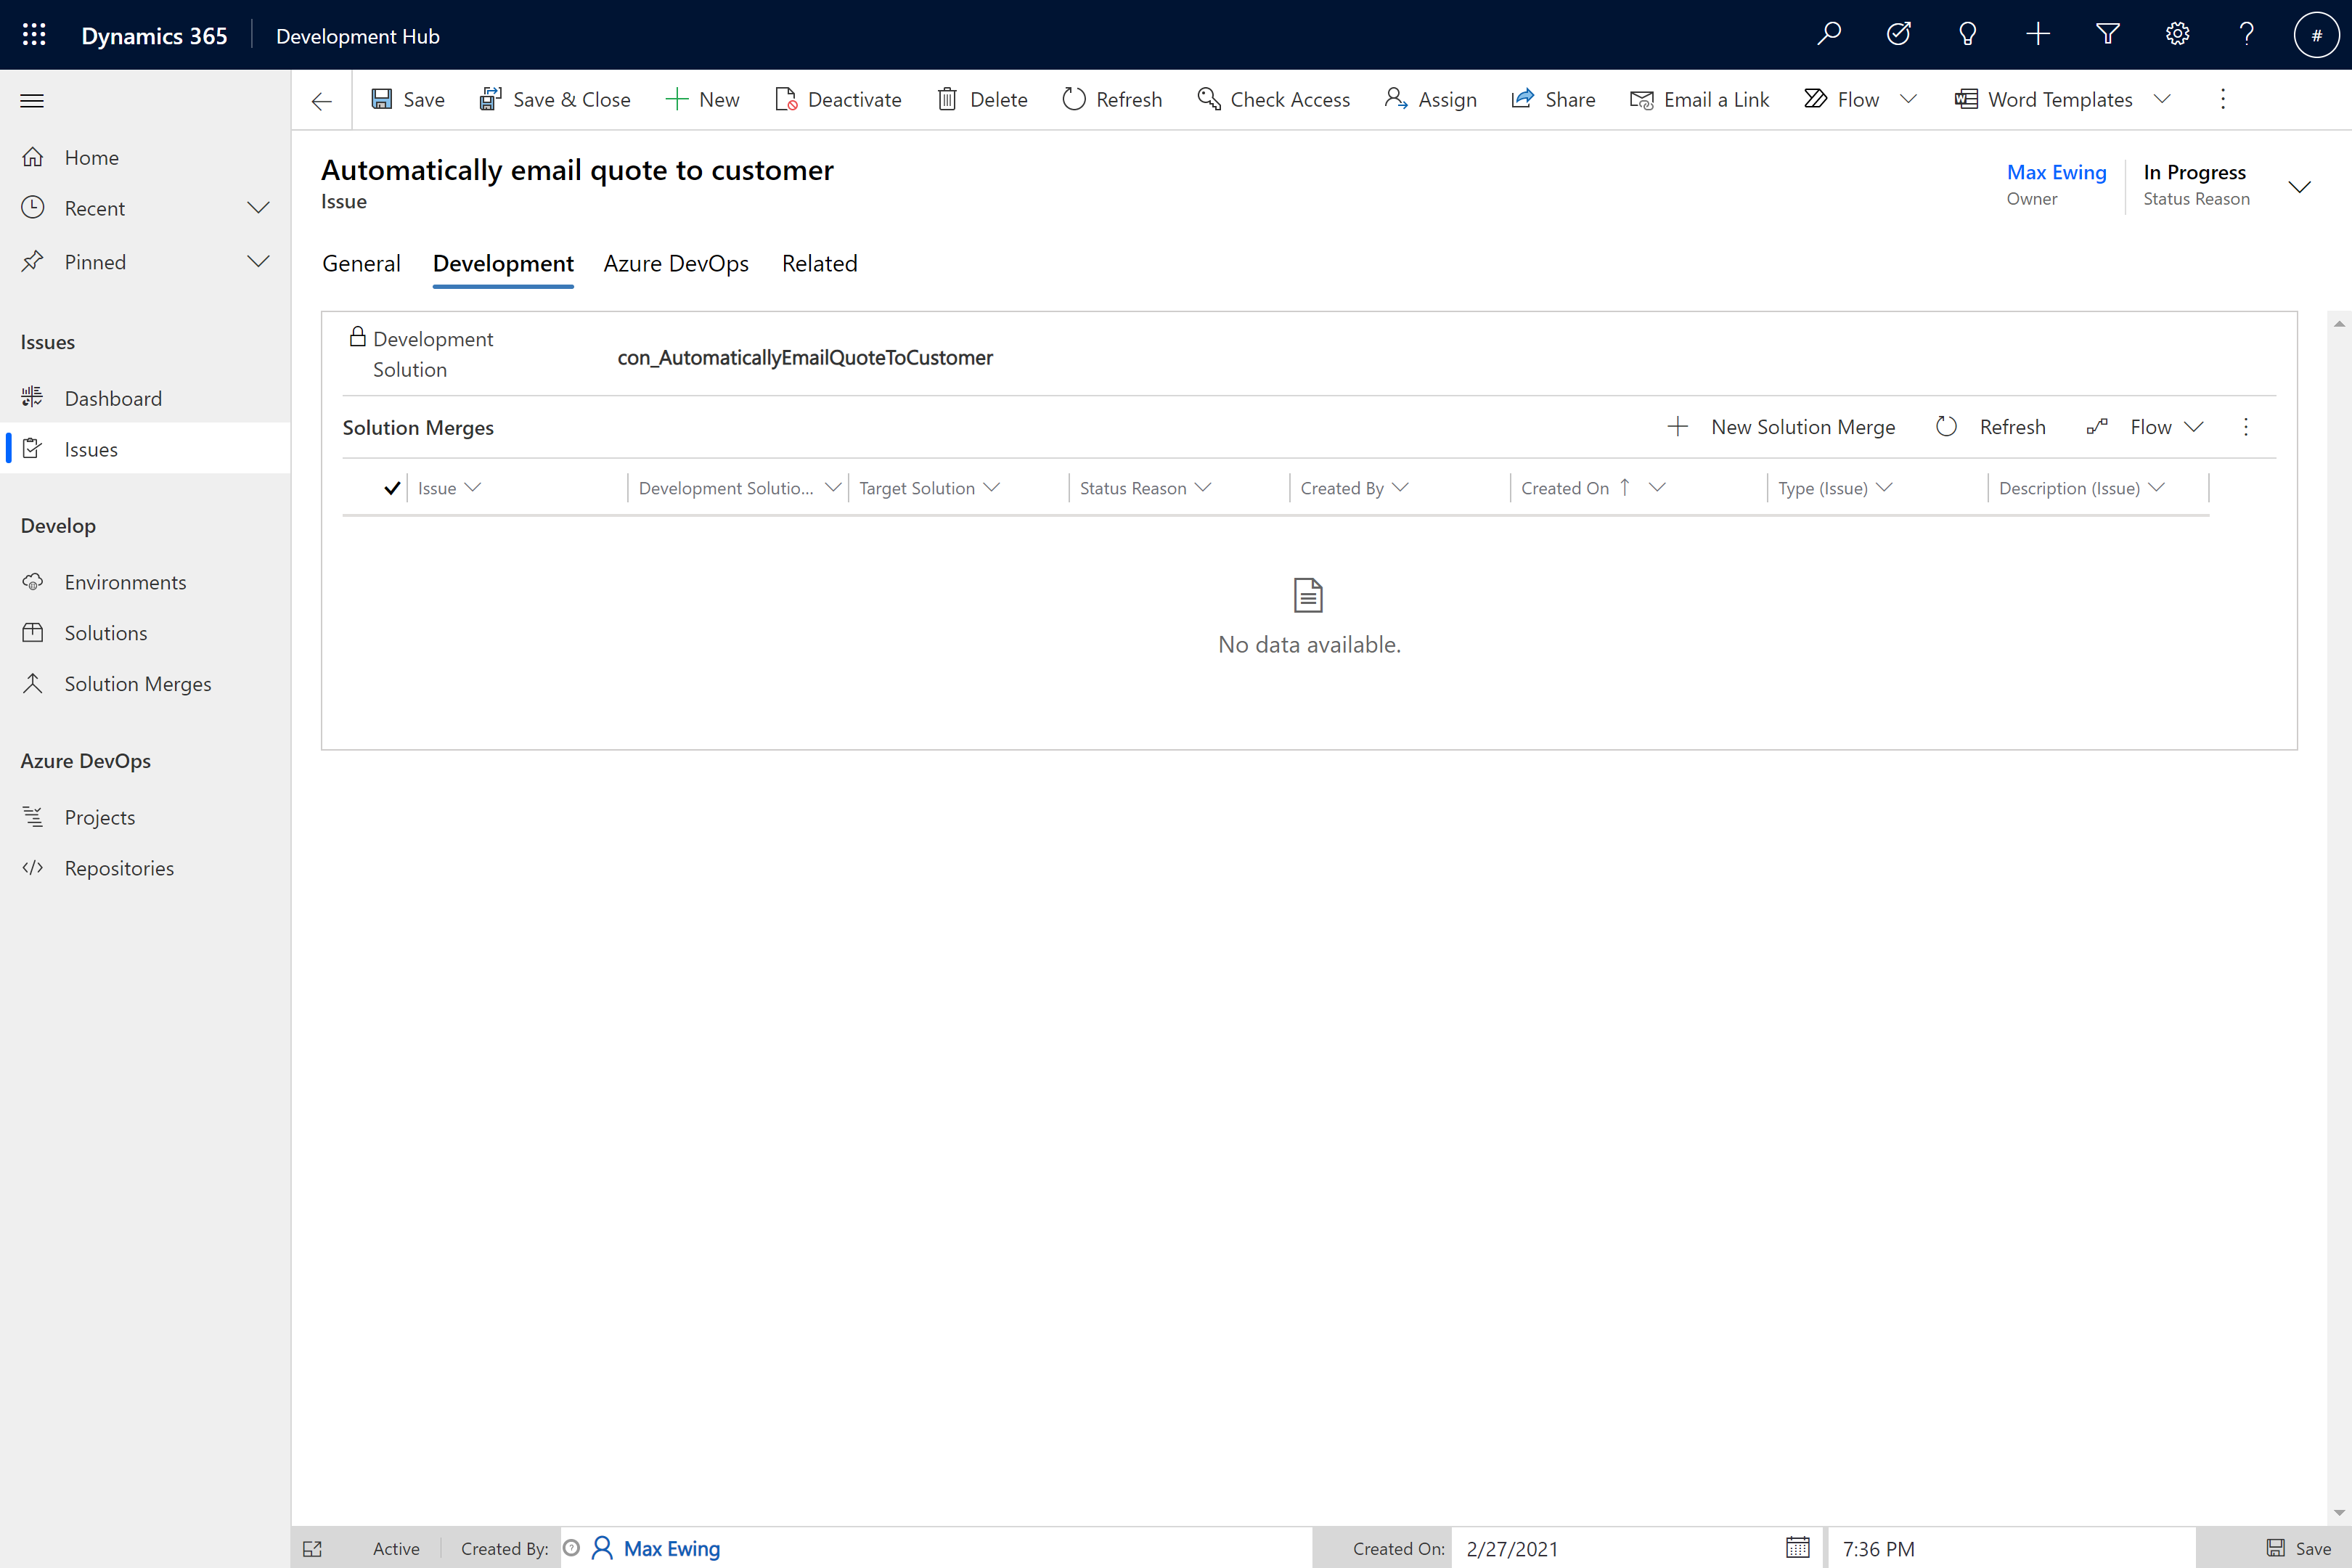 Dynamics 365
Development Hub
#
Save
Save & Close
New
Deactivate
Delete
Refresh
Check Access
Assign
Share
Email a Link
Flow
Word Templates
Home
Recent
Pinned
Issues
Dashboard
Issues
Develop
Environments
Solutions
Solution Merges
Azure DevOps
Projects
Repositories
Automatically email quote to customer
Issue
Max Ewing
Owner
In Progress
Status Reason
General
Development
Azure DevOps
Related
Development
Solution
con_AutomaticallyEmailQuoteToCustomer
Solution Merges
New Solution Merge
Refresh
Flow
Issue
Development Solutio...
Target Solution
Status Reason
Created By
Created On
Type (Issue)
Description (Issue)
No data available.
Active
Created By:
Max Ewing
Created On:
2/27/2021
7:36 PM
Save